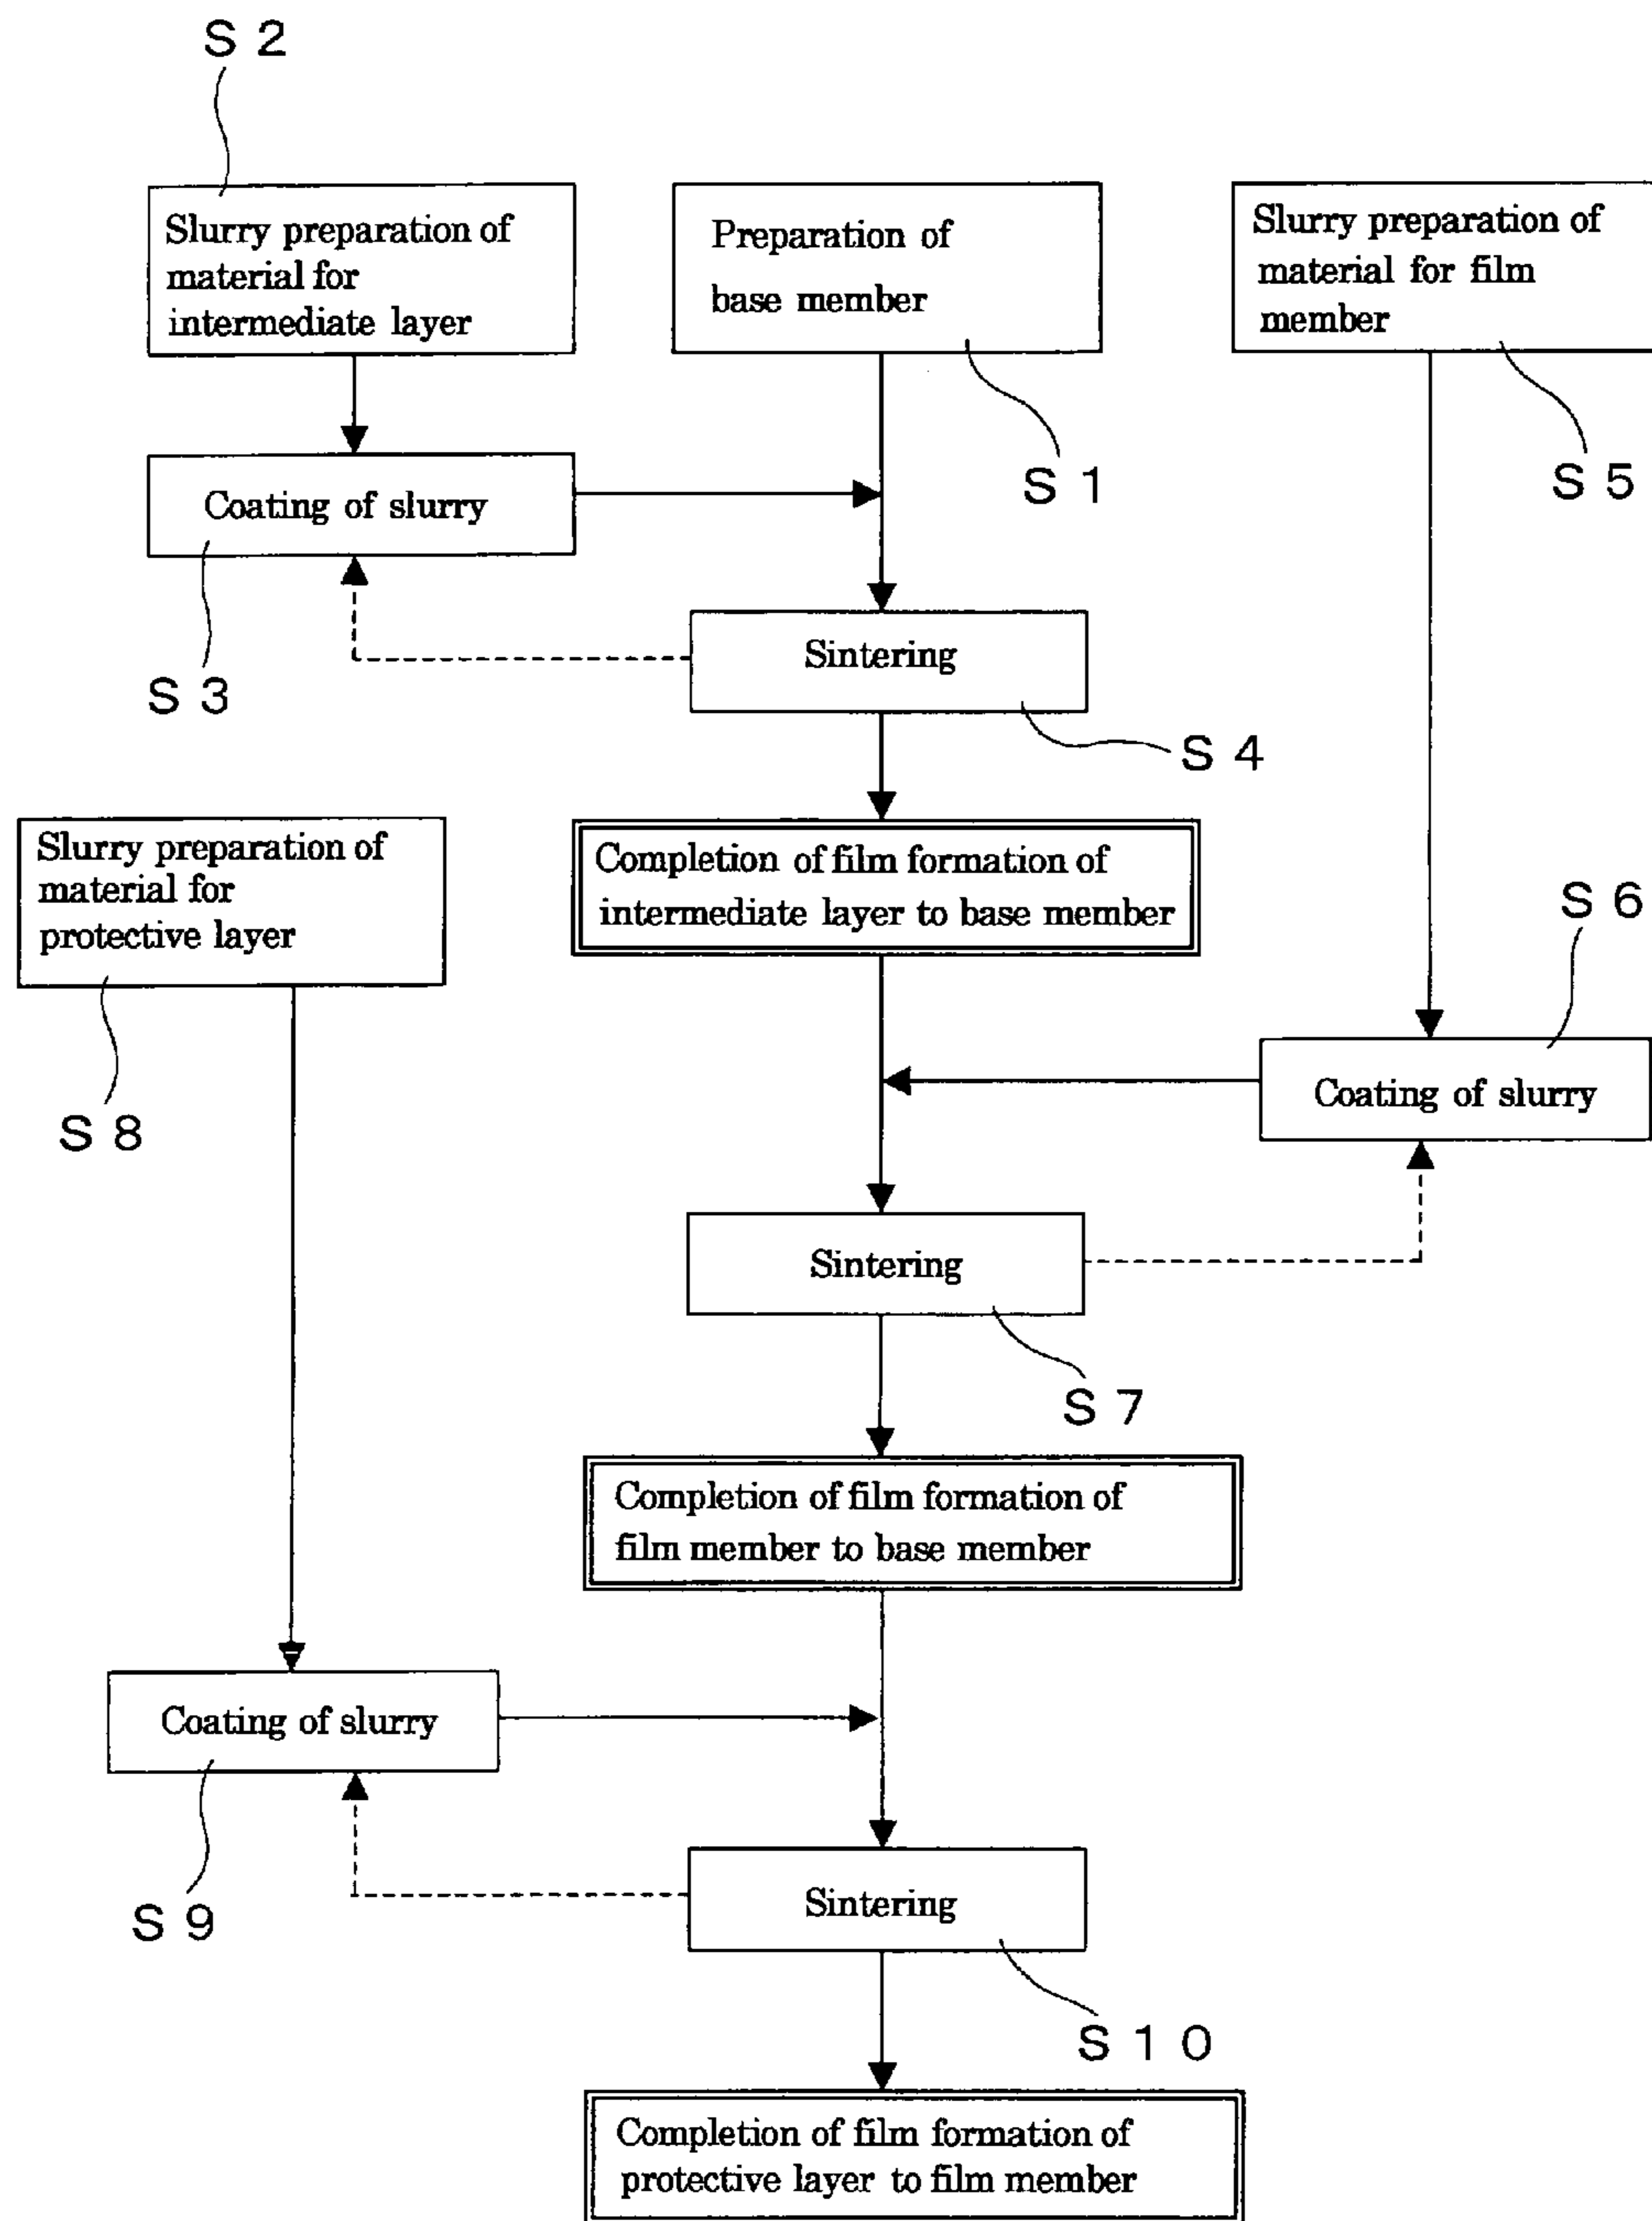 S 2
Slurry preparation of
material for
intermediate layer
Preparation of
base member
Slurry preparation of
material for film
member
S 1
S 5
Coating of slurry
S 3
Sintering
S 4
Slurry preparation of
material for
protective layer
S 8
Completion of film formation of
intermediate layer to base member
S 6
Coating of slurry
Sintering
S 7
Completion of film formation of
film member to base member
Coating of slurry
S 9
Sintering
S 1 0
Completion of film formation of
protective layer to film member